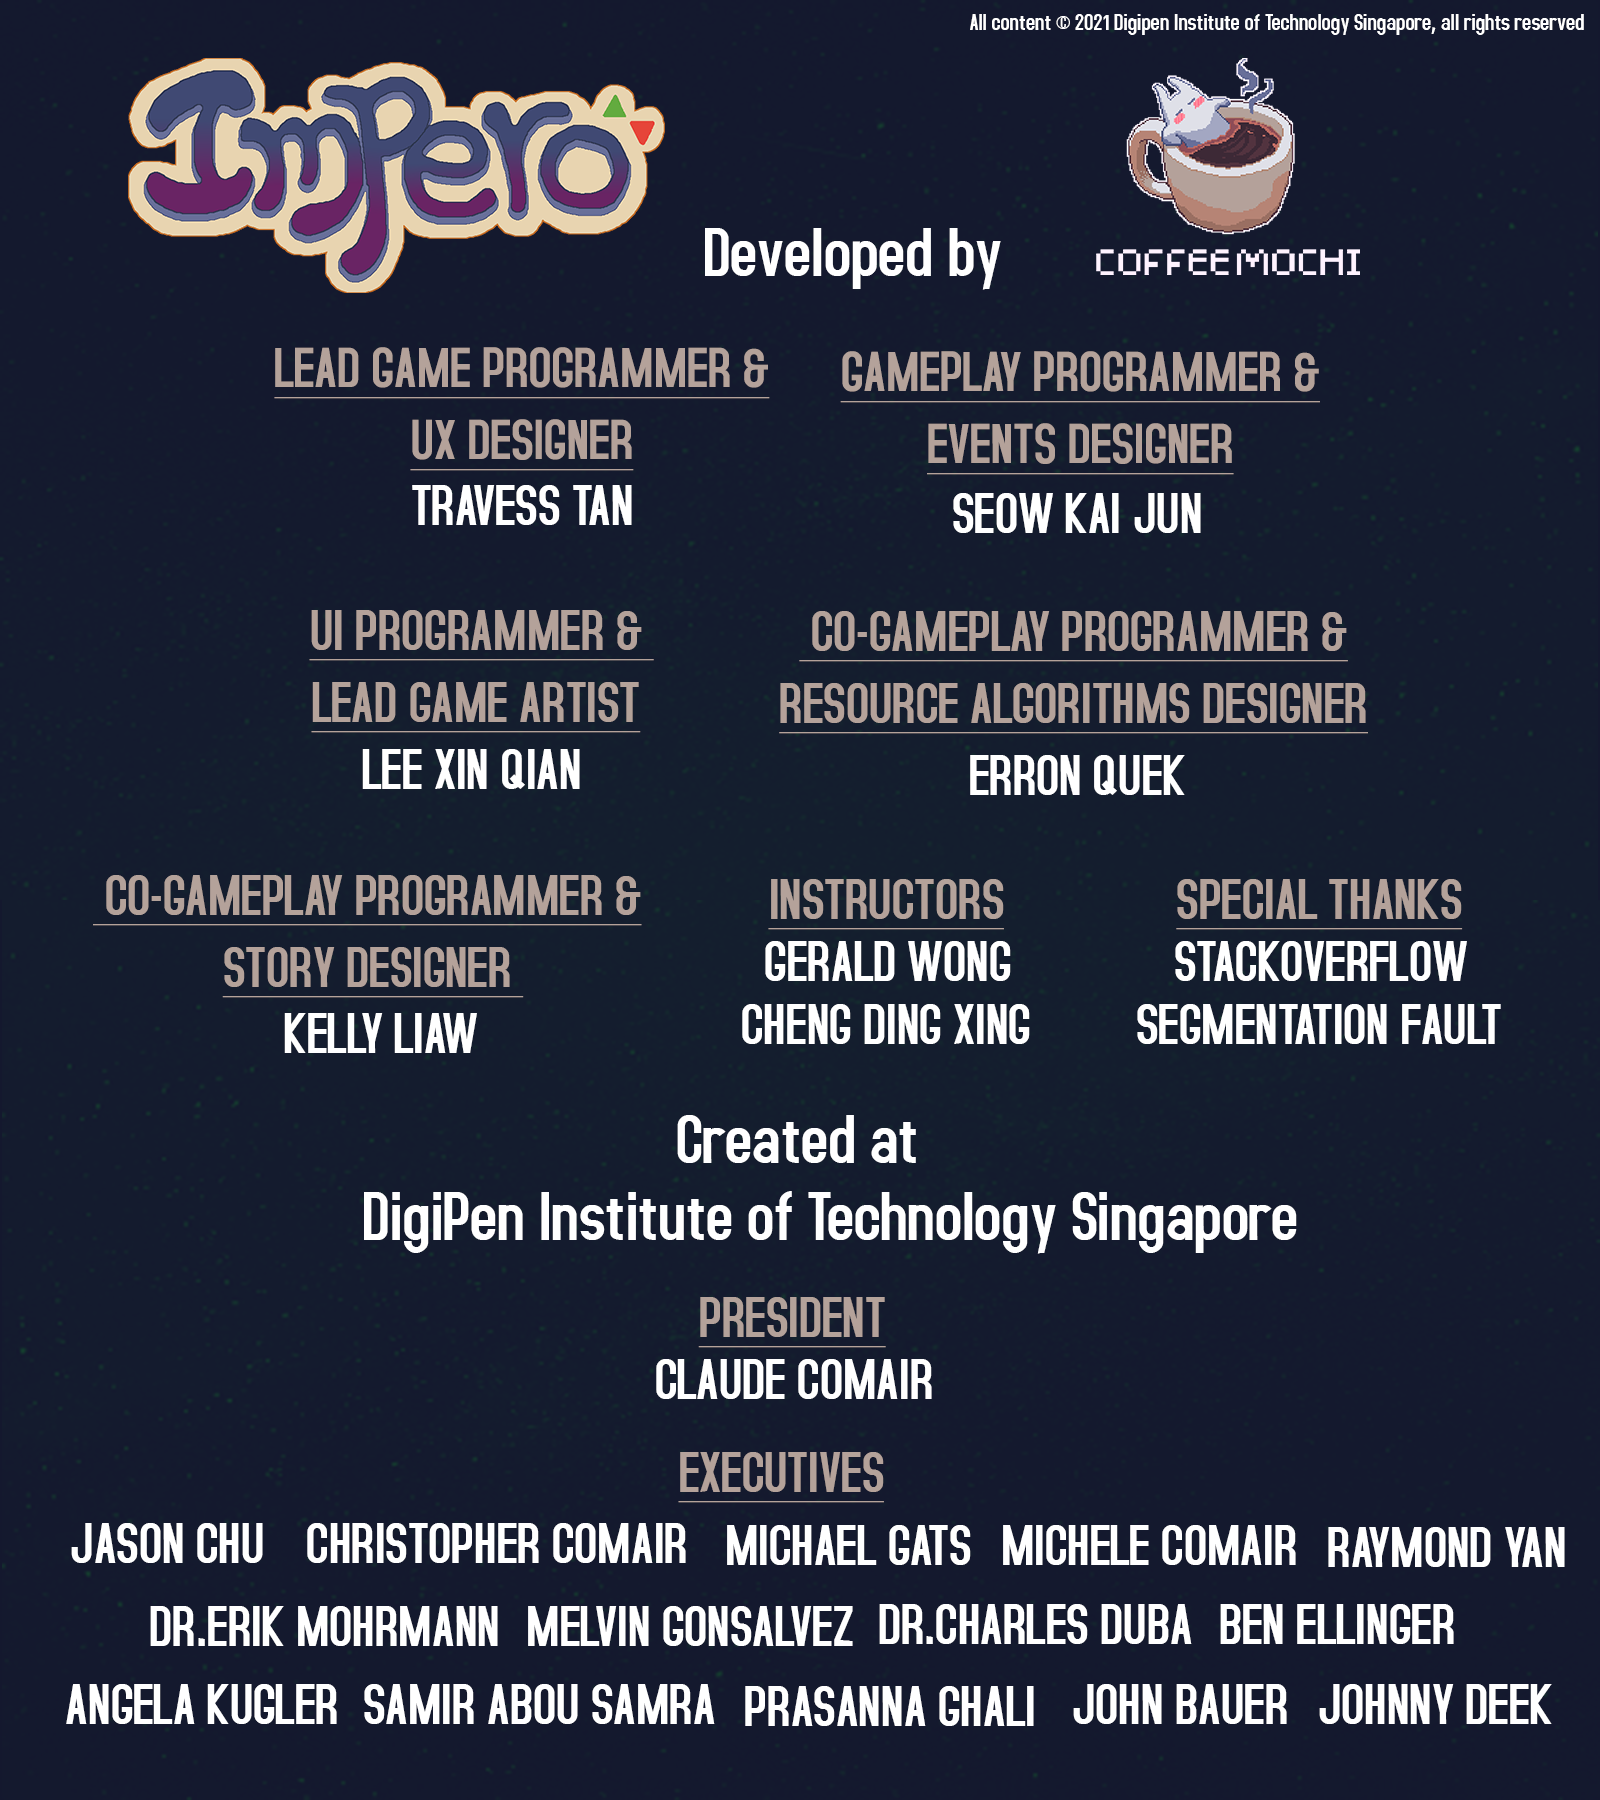 All content © 2021 Digipen Institute of Technology Singapore, all rights reserved
Impero
Developed by
COFFEE MOCHI
LEAD GAME PROGRAMMER &
UX DESIGNER
TRAVESS TAN
GAMEPLAY PROGRAMMER &
EVENTS DESIGNER
SEOW KAI JUN
UI PROGRAMMER &
LEAD GAME ARTIST
LEE XIN QIAN
CO-GAMEPLAY PROGRAMMER &
RESOURCE ALGORITHMS DESIGNER
ERRON QUEK
CO-GAMEPLAY PROGRAMMER &
STORY DESIGNER
KELLY LIAW
INSTRUCTORS
GERALD WONG
CHENG DING XING
SPECIAL THANKS
STACKOVERFLOW
SEGMENTATION FAULT
Created at
DigiPen Institute of Technology Singapore
PRESIDENT
CLAUDE COMAIR
EXECUTIVES
JASON CHU CHRISTOPHER COMAIR MICHAEL GATS MICHELE COMAIR RAYMOND YAN
DR.ERIK MOHRMANN MELVIN GONSALVEZ DR.CHARLES DUBA BEN ELLINGER
ANGELA KUGLER SAMIR ABOU SAMRA PRASANNA GHALI JOHN BAUER JOHNNY DEEK